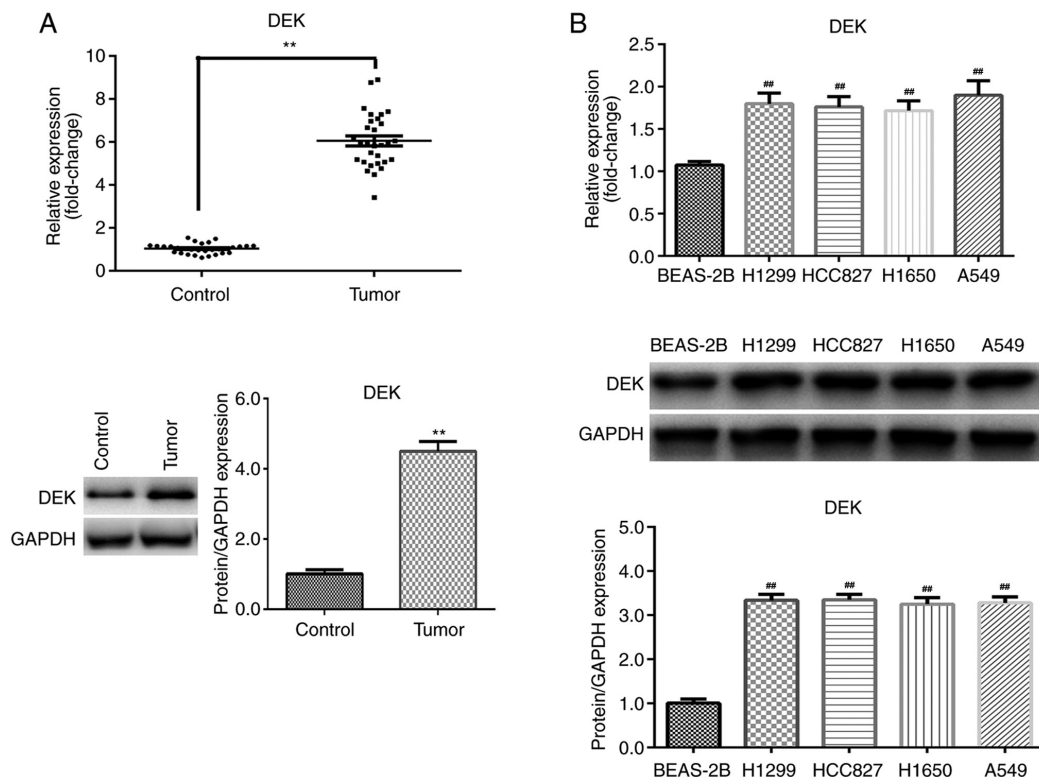 A
DEK
**
Relative expression
(fold-change)
10
8
6
4
2
0
Control
Tumor
Control
Tumor
DEK
GAPDH
DEK
Protein/GAPDH expression
6.0
4.0
2.0
0.0
**
Control
Tumor
B
DEK
Relative expression
(fold-change)
2.5
2.0
1.5
1.0
0.5
0.0
##
##
##
##
BEAS-2B H1299 HCC827 H1650 A549
BEAS-2B H1299 HCC827 H1650 A549
DEK
GAPDH
DEK
Protein/GAPDH expression
5.0
4.0
3.0
2.0
1.0
0.0
##
##
##
##
BEAS-2B H1299 HCC827 H1650 A549